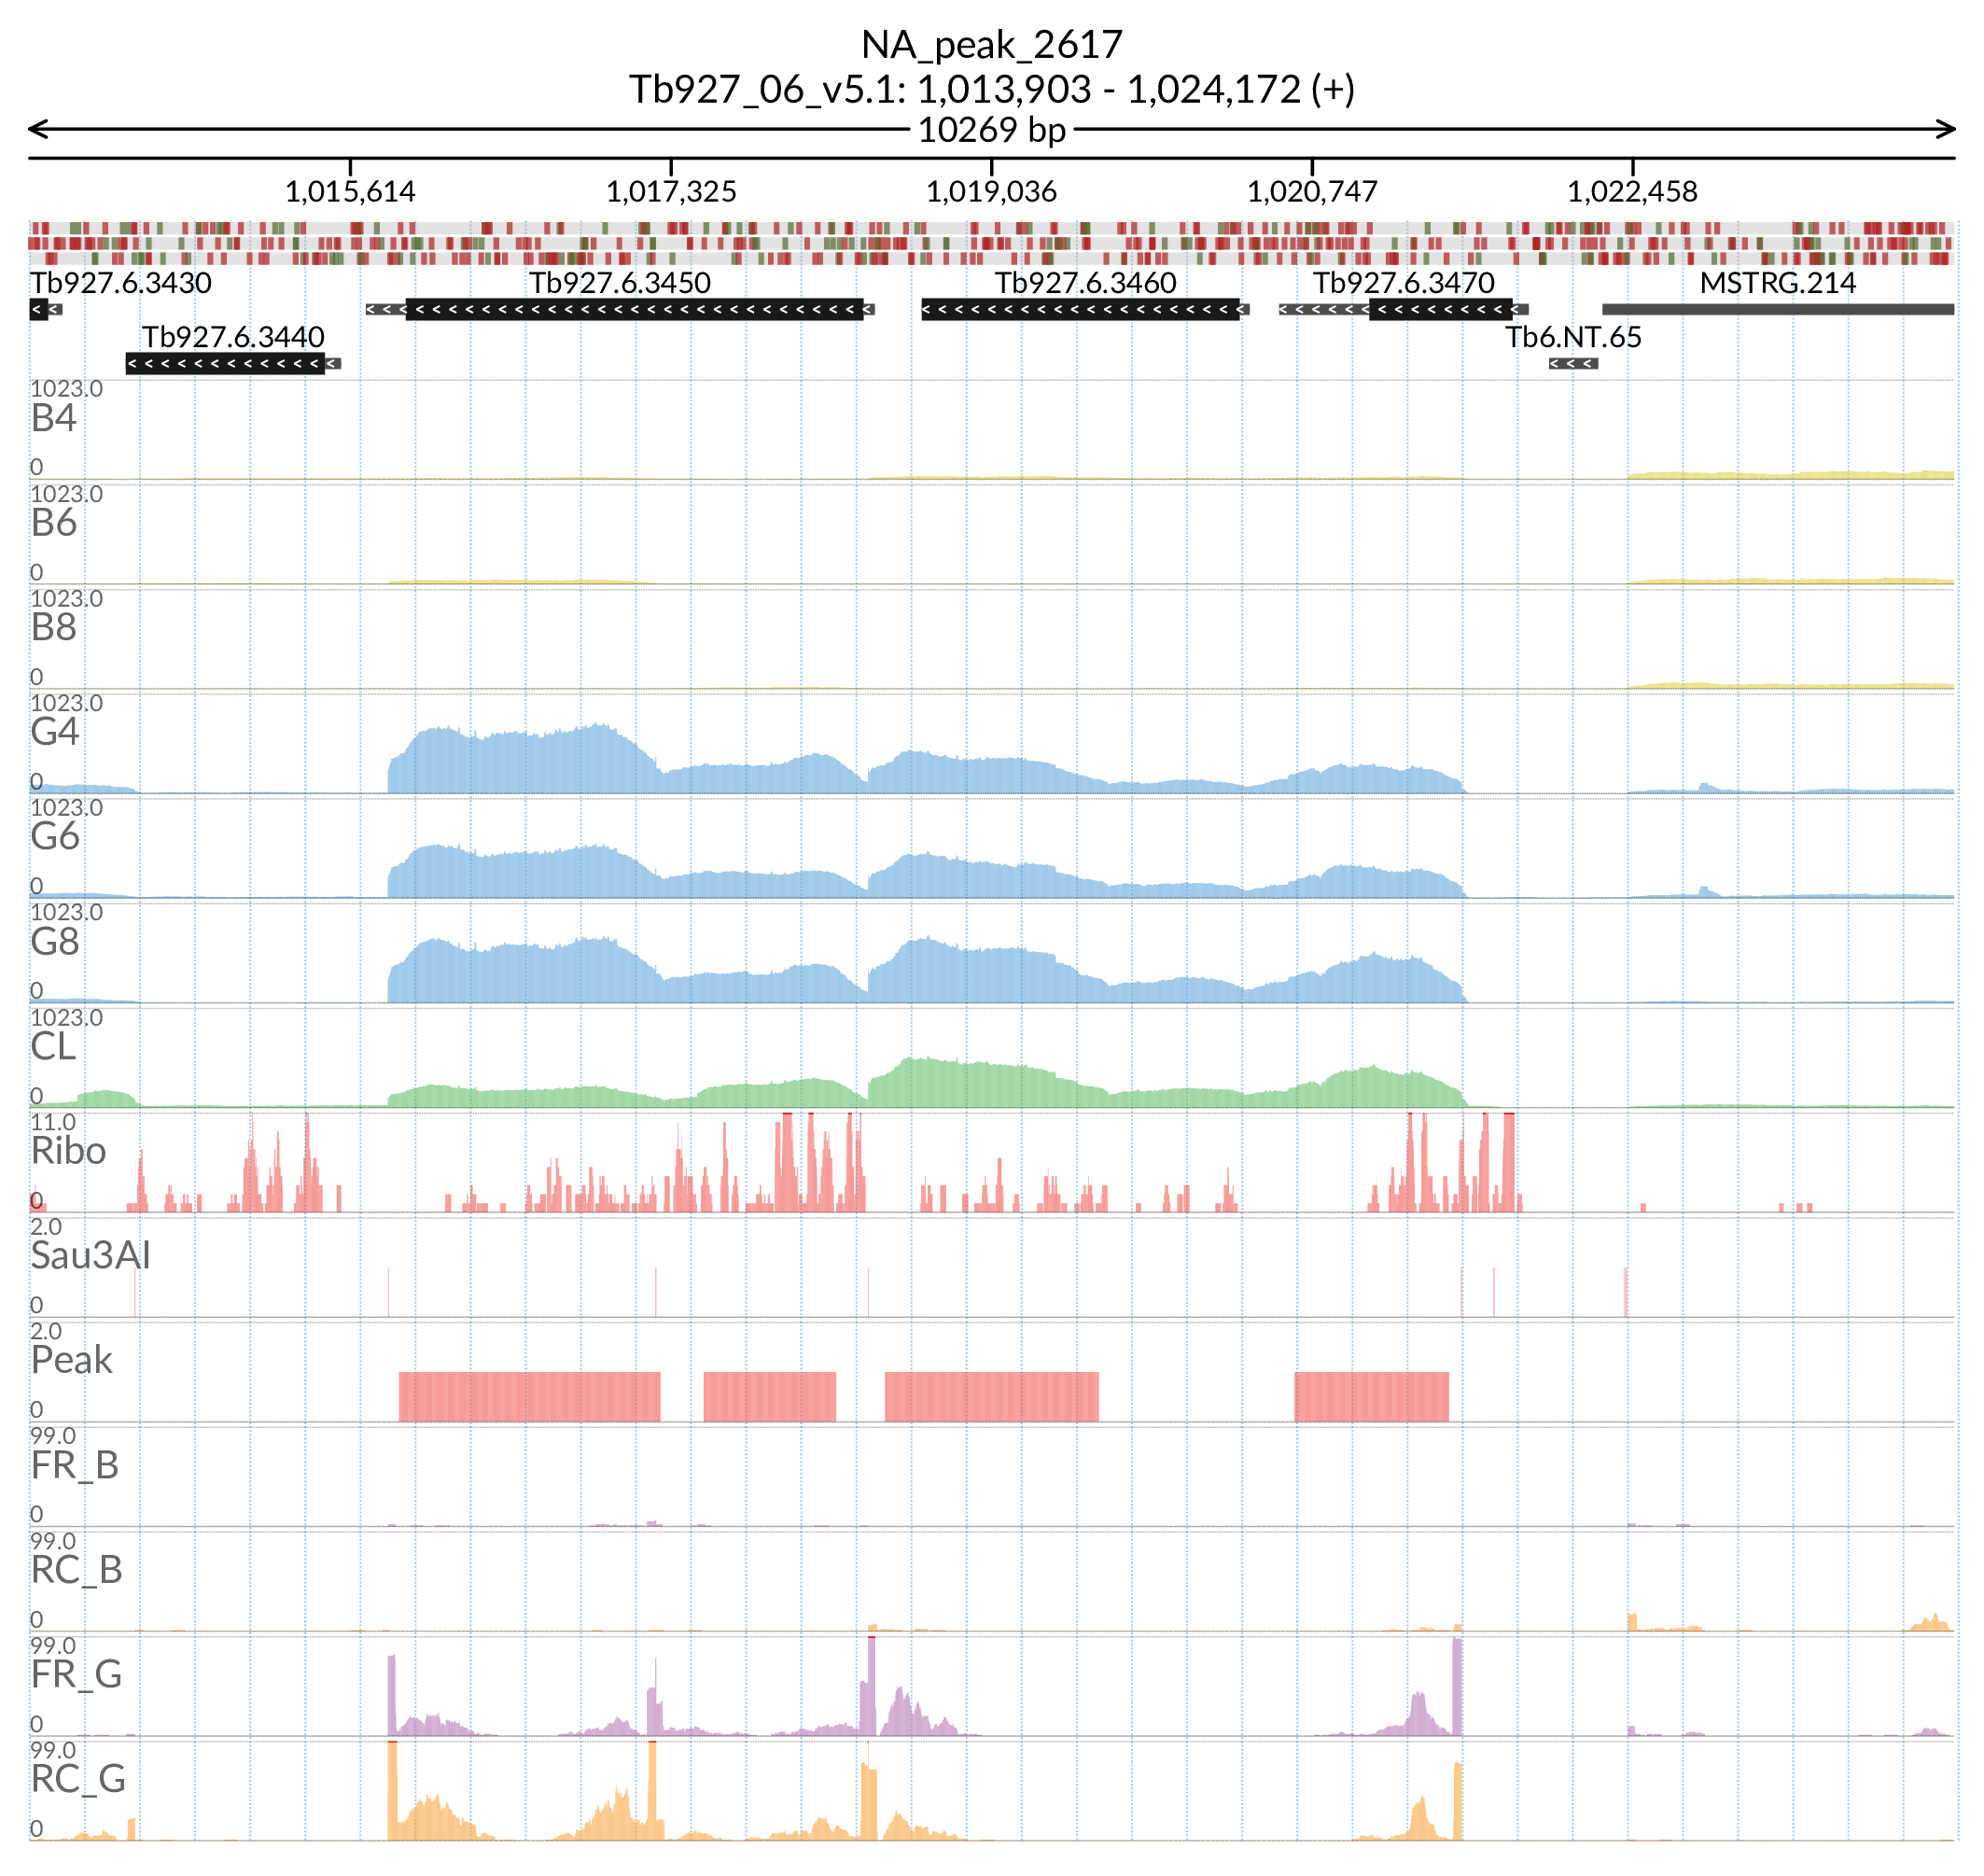 NA_peak_2617
Tb927_06_v5.1: 1,013,903 - 1,024,172 (+)
10269 bp
1,015,614 1,017,325 1,019,036 1,020,747 1,022,458
Tb927.6.3430 Tb927.6.3450 Tb927.6.3460 Tb927.6.3470 MSTRG.214
Tb927.6.3440 Tb6.NT.65
1023.0
B4
0
1023.0
B6
0
1023.0
B8
0
1023.0
G4
0
1023.0
G6
0
1023.0
G8
0
1023.0
CL
0
11.0
Ribo
0
2.0
Sau3AI
0
2.0
Peak
0
99.0
FR_B
0
99.0
RC_B
0
99.0
FR_G
0
99.0
RC_G
0